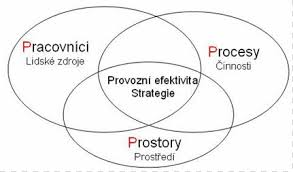 Pracovníci
Lidské zdroje
Procesy
Činnosti
Provozní efektivita
Strategie
Prostory
Prostředí